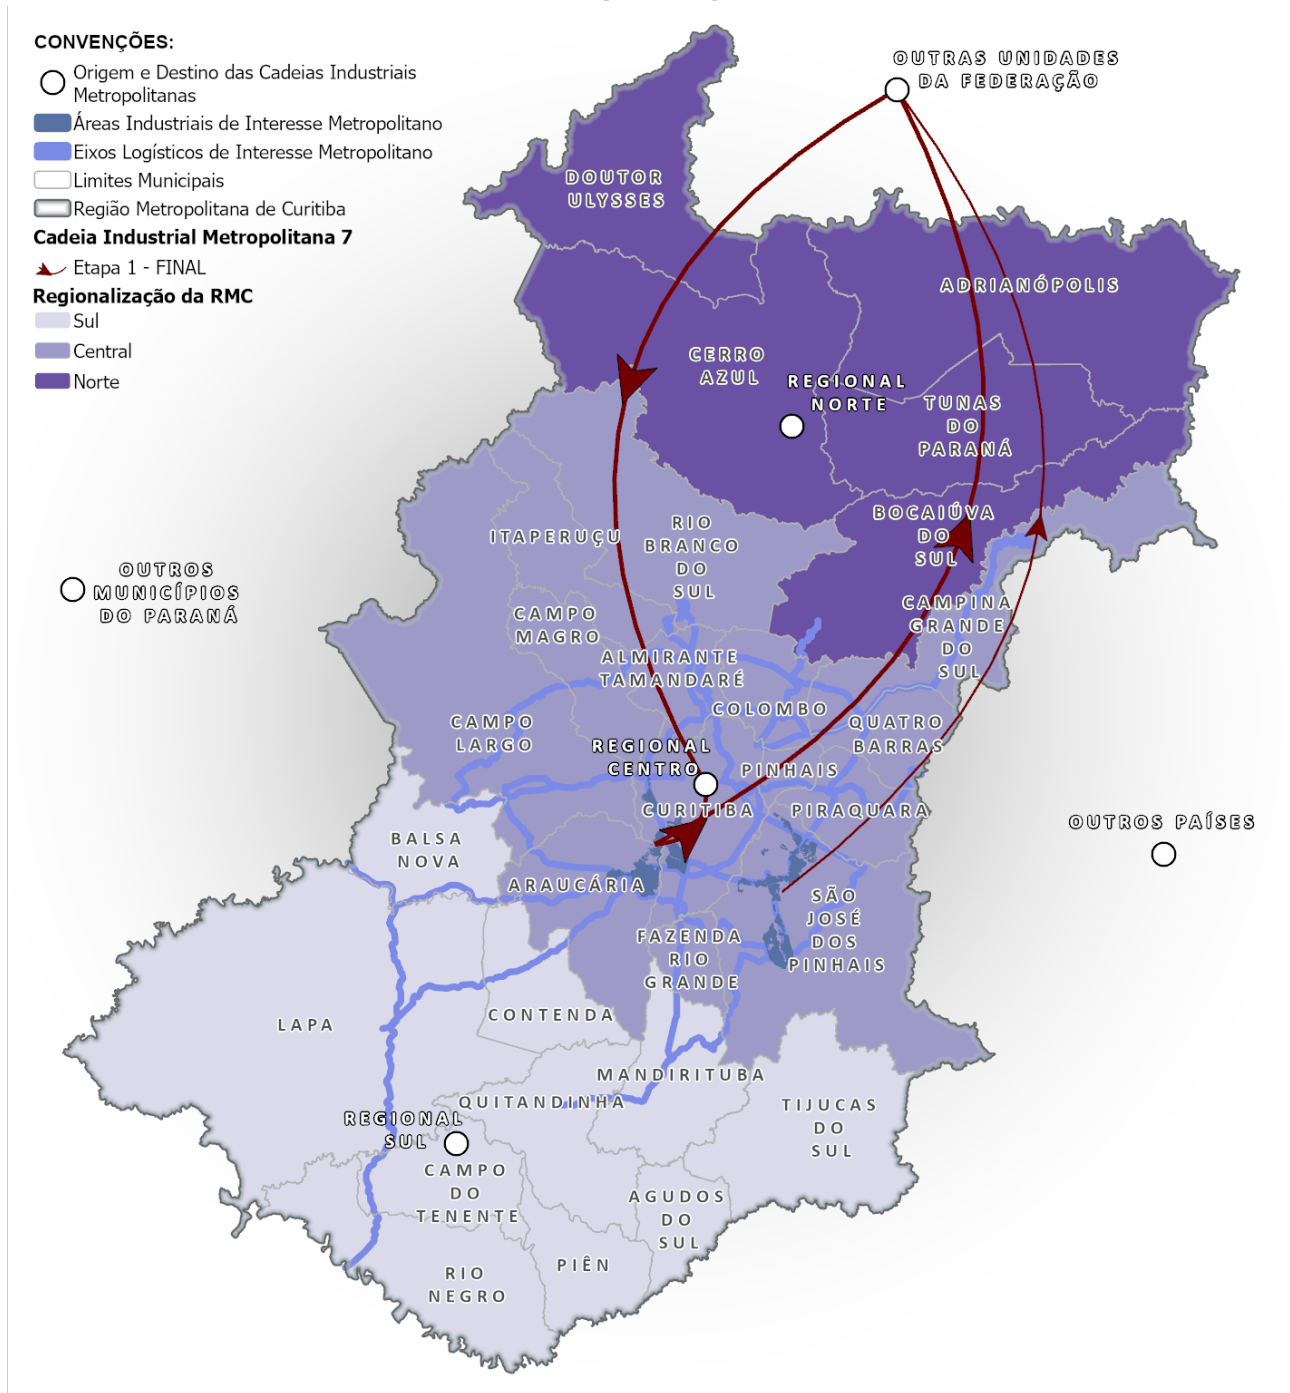 CONVENÇÕES:
Origem e Destino das Cadeias Industriais
Metropolitanas
Áreas Industriais de Interesse Metropolitano
Eixos Logísticos de Interesse Metropolitano
Limites Municipais
Região Metropolitana de Curitiba
Cadeia Industrial Metropolitana 7
Etapa 1 - FINAL
Regionalização da RMC
Sul
Central
Norte
OUTRAS UNIDADES
DA FEDERAÇÃO
DOUTOR
ULYSSES
ADRIANÓPOLIS
CERRO
AZUL
REGIONAL
NORTE
TUNAS
DO
PARANÁ
BOCAIÚVA
DO
SUL
ITAPERUÇU
RIO
BRANCO
DO
SUL
OUTROS
MUNICÍPIOS
DO PARANÁ
CAMPO
MAGRO
CAMPINA
GRANDE
DO
SUL
ALMIRANTE
TAMANDARÉ
COLOMBO
CAMPO
LARGO
QUATRO
BARRAS
REGIONAL
CENTRO
PINHAIS
CURITIBA
PIRAQUARA
OUTROS PAÍSES
BALSA
NOVA
ARAUCÁRIA
SÃO
JOSÉ
DOS
PINHAIS
FAZENDA
RIO
GRANDE
LAPA
CONTENDA
MANDIRITUBA
QUITANDINHA
TIJUCAS
DO
SUL
REGIONAL
SUL
CAMPO
DO
TENENTE
AGUDOS
DO
SUL
PIÊN
RIO
NEGRO